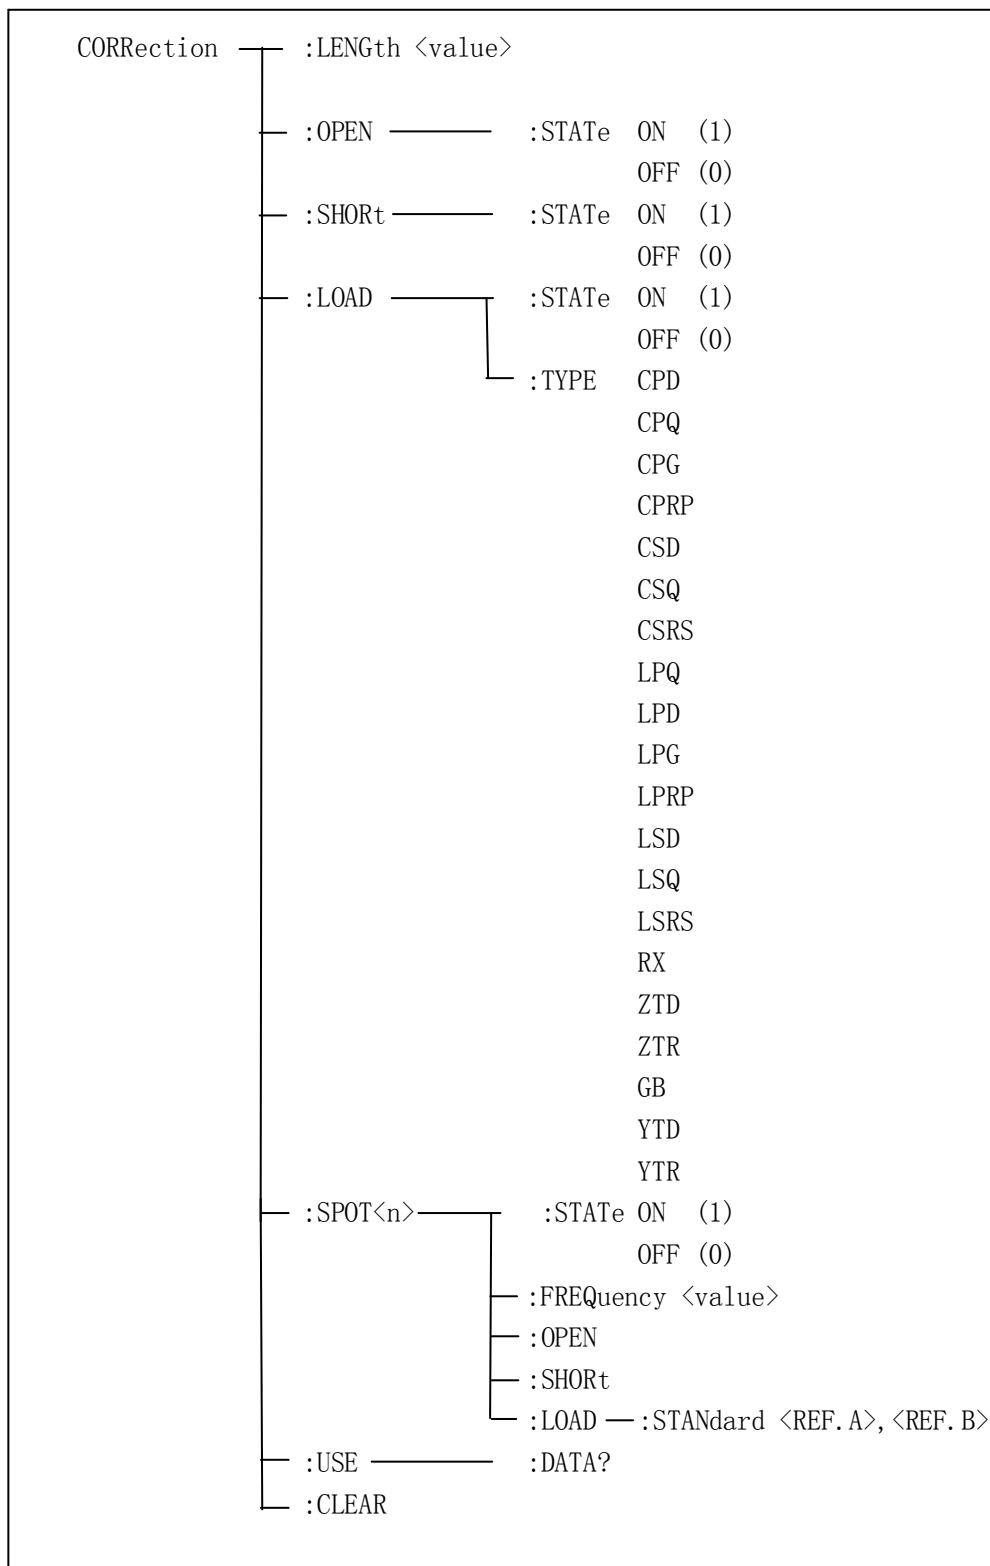 CORRection :LENGth <value>
:OPEN :STATe ON (1)
OFF (0)
:SHORt :STATe ON (1)
OFF (0)
:LOAD :STATe ON (1)
OFF (0)
:TYPE CPD
CPQ
CPG
CPRP
CSD
CSQ
CSRS
LPQ
LPD
LPG
LPRP
LSD
LSQ
LSRS
RX
ZTD
ZTR
GB
YTD
YTR
:SPOT<n> :STATe ON (1)
OFF (0)
:FREQuency <value>
:OPEN
:SHORt
:LOAD :STANdard <REF.A>,<REF.B>
:USE :DATA?
:CLEAR